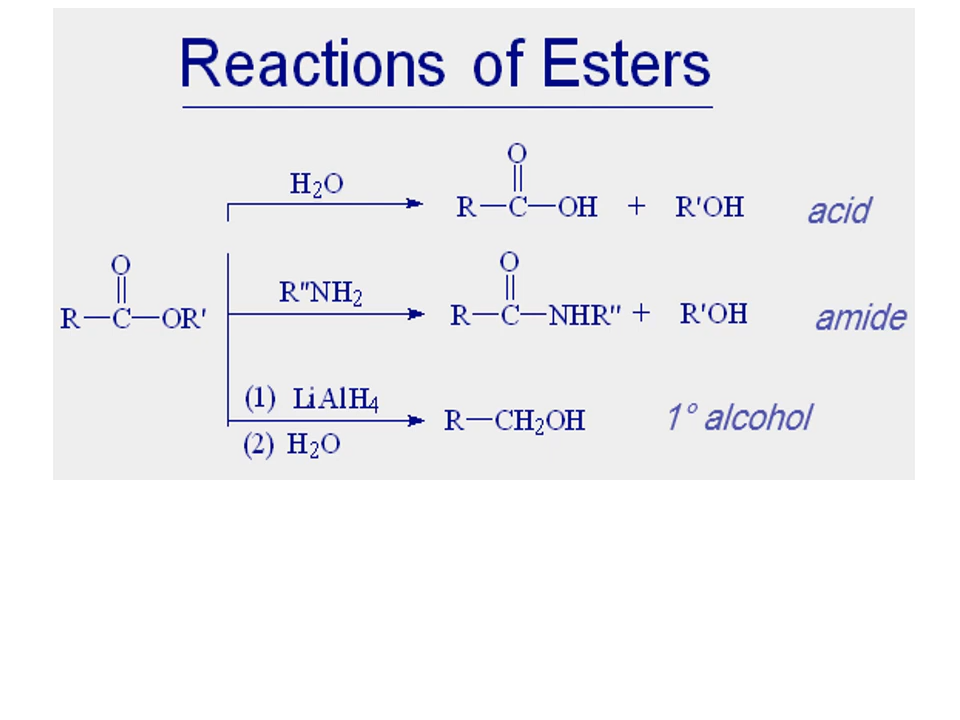 Reactions of Esters
O
H₂O
R—C—OH + R'OH acid
O
R—C—OR'
O
R"NH₂
R—C—NHR" + R'OH amide
(1) LiAlH₄
R—CH₂OH 1° alcohol
(2) H₂O